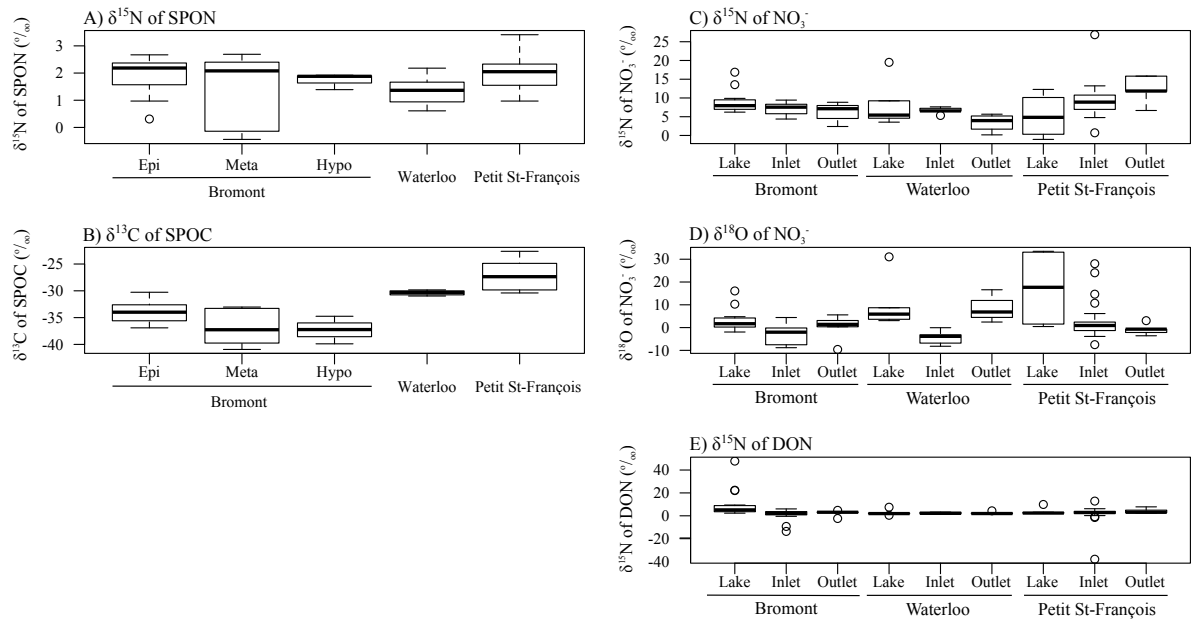 A) δ¹⁵N of SPON
δ¹⁵N of SPON (°/∞)
3
2
1
0
Epi Meta Hypo
Bromont
Waterloo Petit St-François
B) δ¹³C of SPOC
δ¹³C of SPOC (°/∞)
-25
-30
-35
-40
Epi Meta Hypo
Bromont
Waterloo Petit St-François
C) δ¹⁵N of NO₃⁻
δ¹⁵N of NO₃⁻ (°/∞)
25
20
15
10
5
0
Lake Inlet Outlet Lake Inlet Outlet Lake Inlet Outlet
Bromont Waterloo Petit St-François
D) δ¹⁸O of NO₃⁻
δ¹⁸O of NO₃⁻ (°/∞)
30
20
10
0
-10
Lake Inlet Outlet Lake Inlet Outlet Lake Inlet Outlet
Bromont Waterloo Petit St-François
E) δ¹⁵N of DON
δ¹⁵N of DON (°/∞)
40
20
0
-20
-40
Lake Inlet Outlet Lake Inlet Outlet Lake Inlet Outlet
Bromont Waterloo Petit St-François